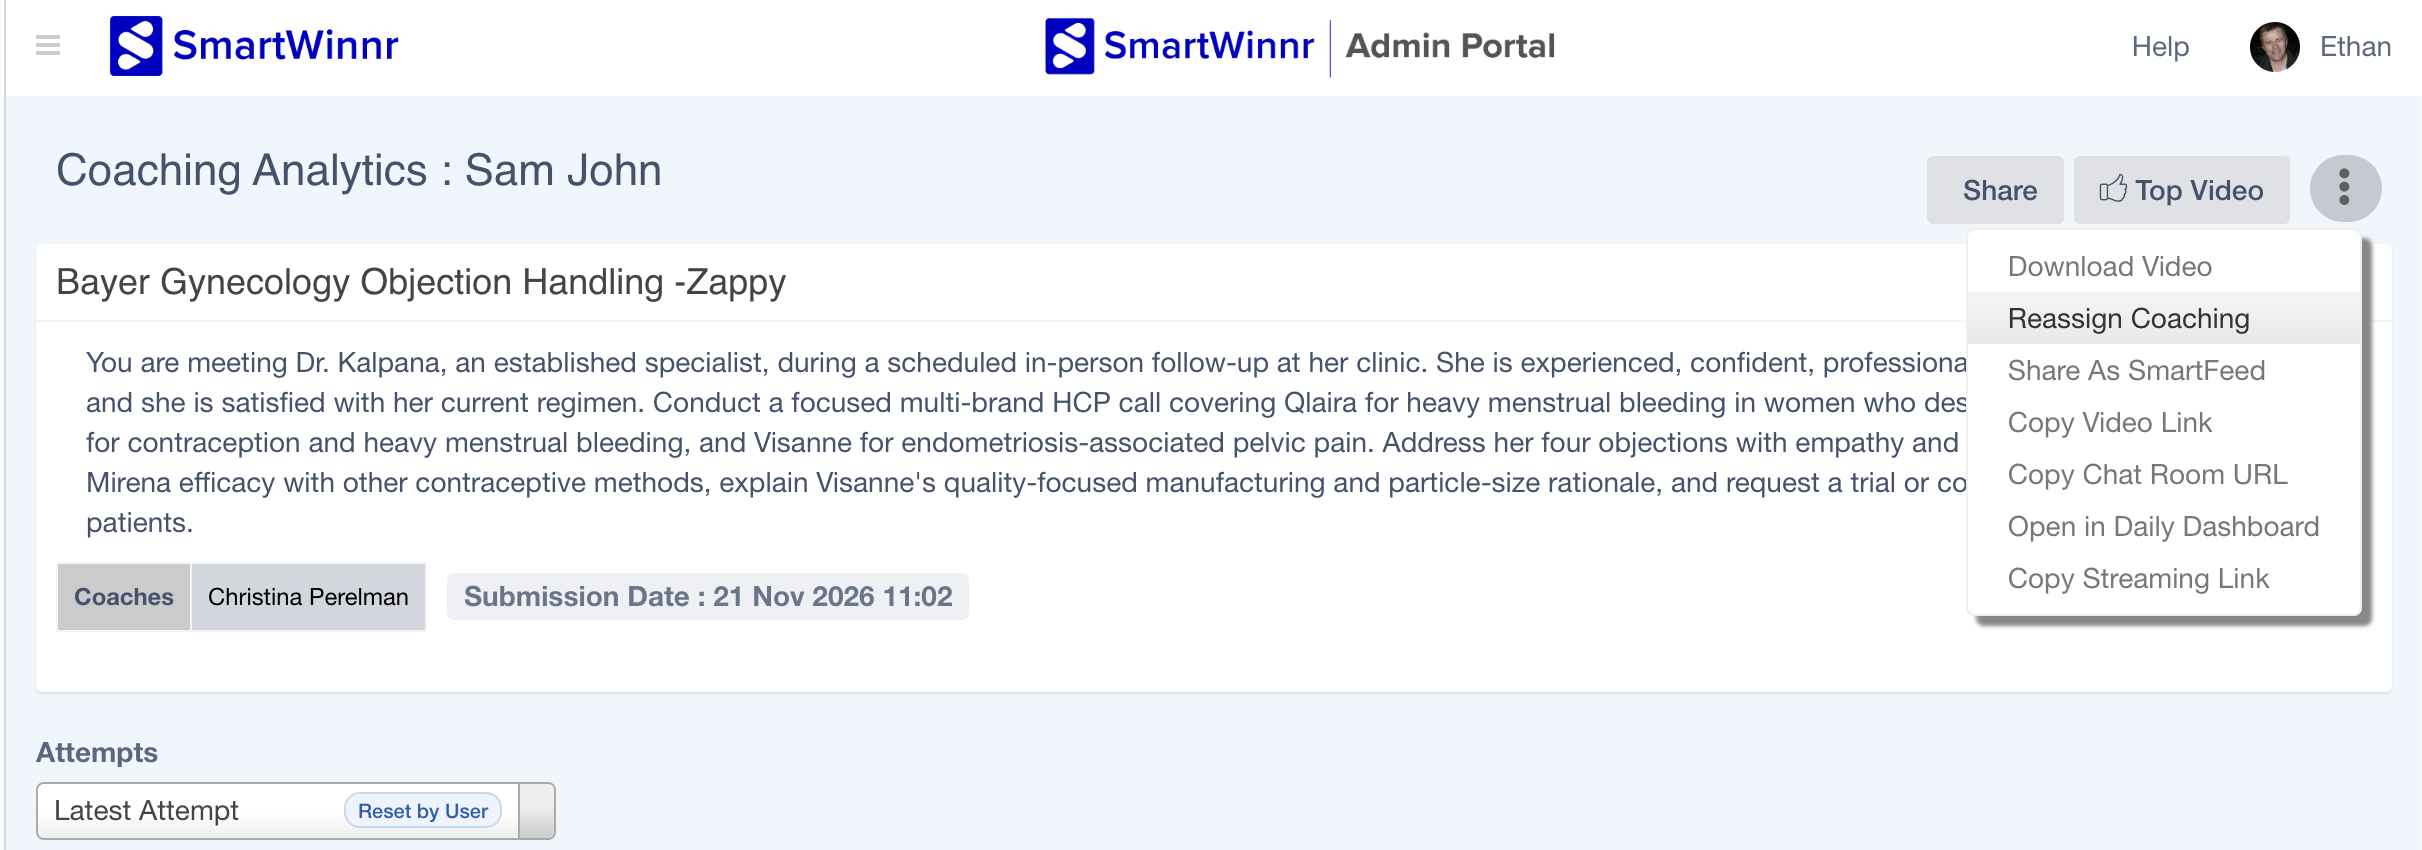 SmartWinnr
SmartWinnr | Admin Portal
Help
Ethan
Coaching Analytics : Sam John
Share
Top Video
Download Video
Reassign Coaching
Share As SmartFeed
Copy Video Link
Copy Chat Room URL
Open in Daily Dashboard
Copy Streaming Link
Bayer Gynecology Objection Handling -Zappy
You are meeting Dr. Kalpana, an established specialist, during a scheduled in-person follow-up at her clinic. She is experienced, confident, professiona
and she is satisfied with her current regimen. Conduct a focused multi-brand HCP call covering Qlaira for heavy menstrual bleeding in women who des
for contraception and heavy menstrual bleeding, and Visanne for endometriosis-associated pelvic pain. Address her four objections with empathy and
Mirena efficacy with other contraceptive methods, explain Visanne's quality-focused manufacturing and particle-size rationale, and request a trial or co
patients.
Coaches
Christina Perelman
Submission Date : 21 Nov 2026 11:02
Attempts
Latest Attempt
Reset by User